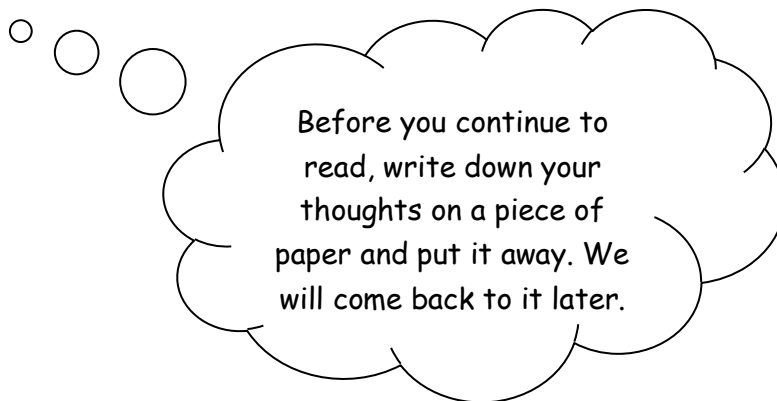 Before you continue to
read, write down your
thoughts on a piece of
paper and put it away. We
will come back to it later.